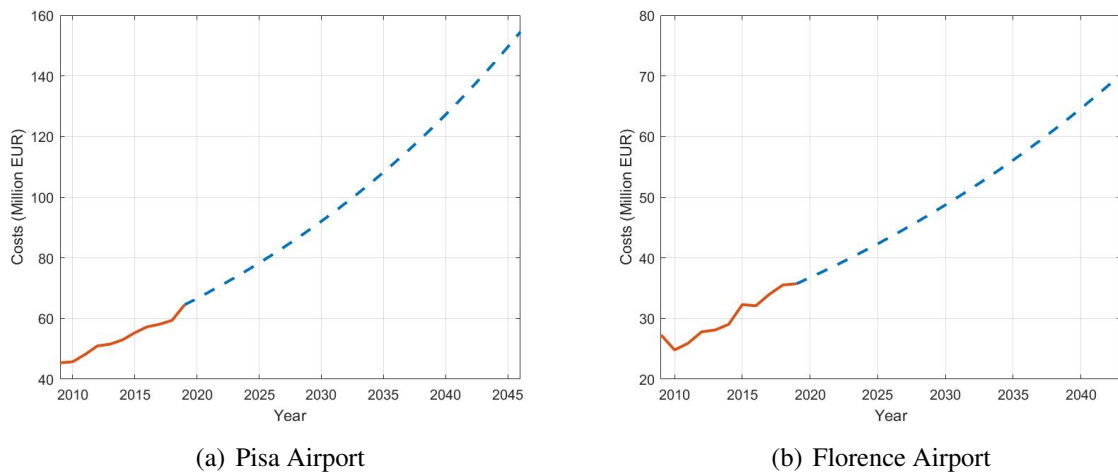 160
140
120
100
80
60
40
Costs (Million EUR)
2010 2015 2020 2025 2030 2035 2040 2045
Year
(a) Pisa Airport
80
70
60
50
40
30
20
Costs (Million EUR)
2010 2015 2020 2025 2030 2035 2040
Year
(b) Florence Airport